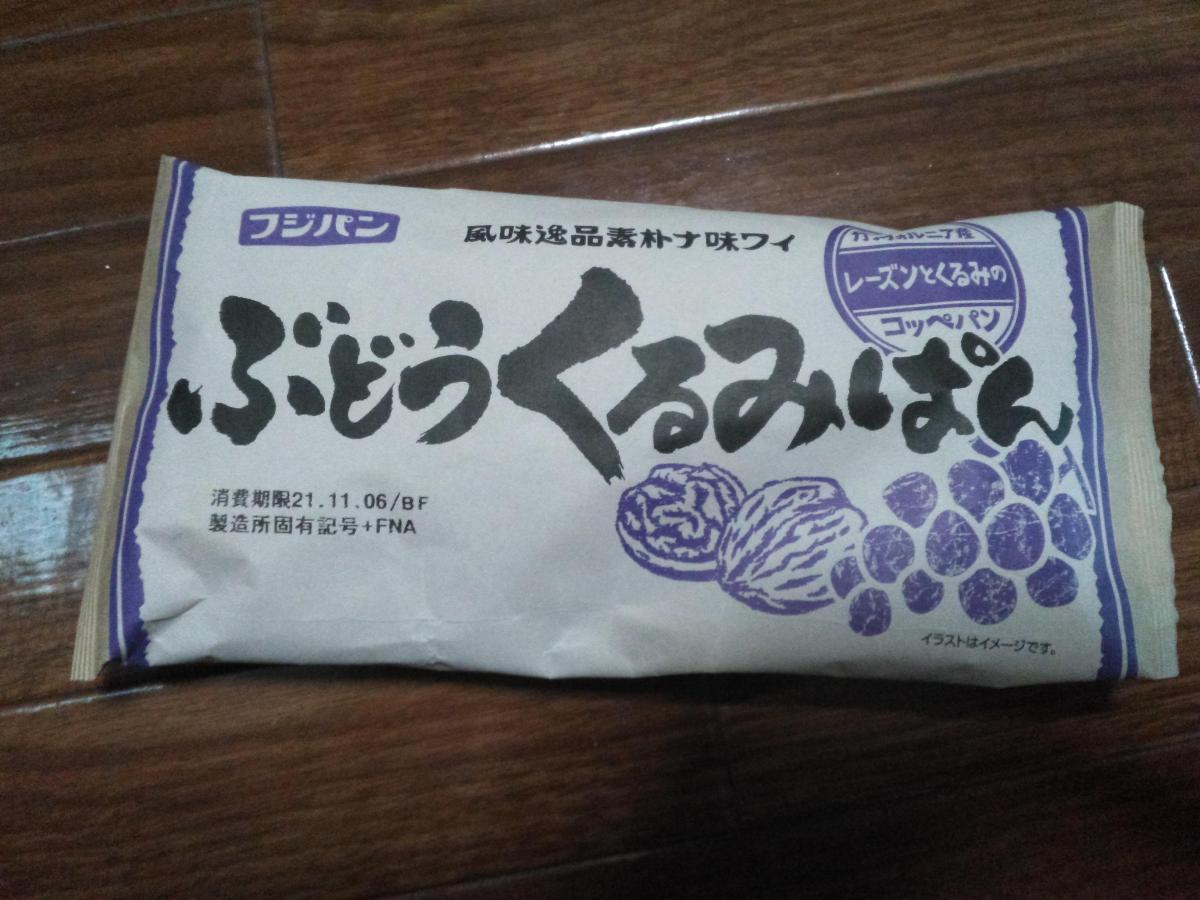 フジパン
風味逸品素朴ナ味ワイ
カリフォルニア産
レーズンとくるみの
コッペパン
ぶどうくるみぱん
消費期限21.11.06/BF
製造所固有記号+FNA
イラストはイメージです。